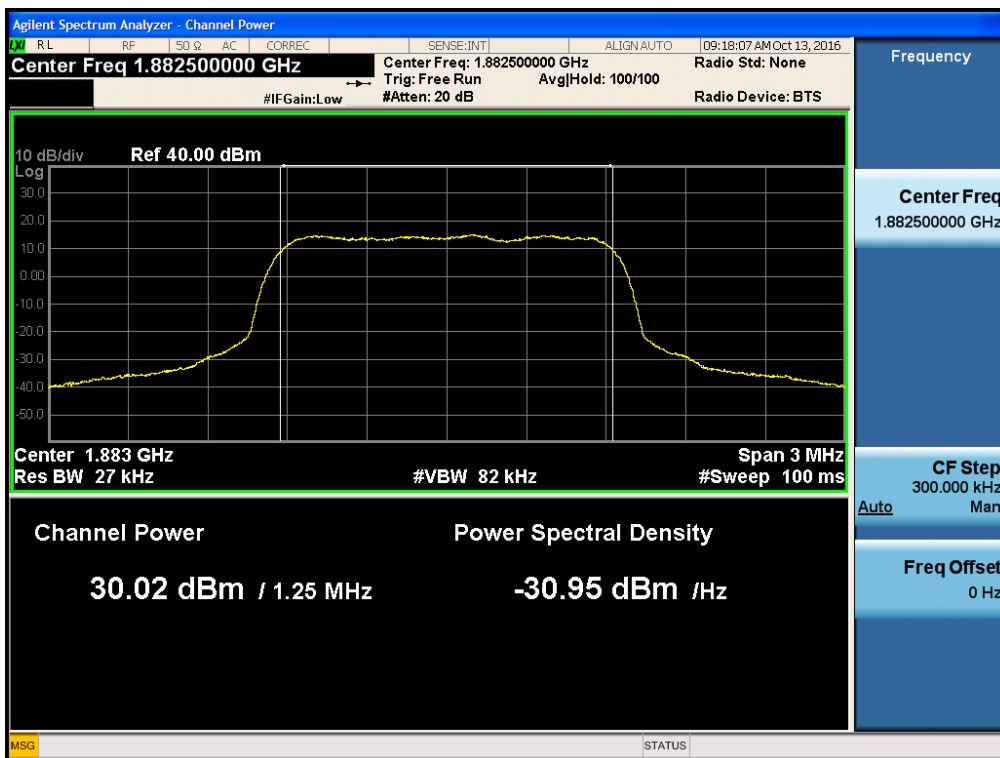 Agilent Spectrum Analyzer - Channel Power
LXI RL RF 50 Ω AC CORREC SENSE:INT ALIGN AUTO 09:18:07 AM Oct 13, 2016
Center Freq 1.882500000 GHz
Center Freq: 1.882500000 GHz
Radio Std: None
Trig: Free Run Avg|Hold: 100/100
#IFGain:Low
#Atten: 20 dB
Radio Device: BTS
10 dB/div Ref 40.00 dBm
Log
30.0
20.0
10.0
0.00
-10.0
-20.0
-30.0
-40.0
-50.0
Center 1.883 GHz Span 3 MHz
Res BW 27 kHz #VBW 82 kHz #Sweep 100 ms
Channel Power
Power Spectral Density
30.02 dBm / 1.25 MHz
-30.95 dBm /Hz
Frequency
Center Freq
1.882500000 GHz
CF Step
300.000 kHz
Auto Man
Freq Offset
0 Hz
MSG STATUS